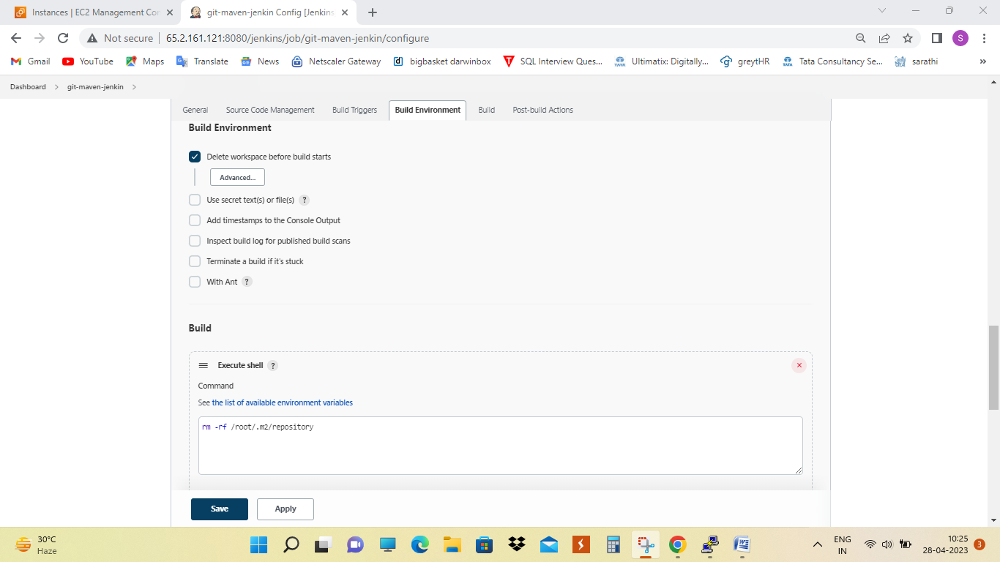 Instances | EC2 Management Con
git-maven-jenkin Config [Jenkins
Not secure
65.2.161.121:8080/jenkins/job/git-maven-jenkin/configure
S
Gmail
YouTube
Maps
Translate
News
Netscaler Gateway
bigbasket darwinbox
SQL Interview Ques...
Ultimatix: Digitally...
greytHR
Tata Consultancy Se...
sarathi
»
Dashboard
git-maven-jenkin
General
Source Code Management
Build Triggers
Build Environment
Build
Post-build Actions
Build Environment
Delete workspace before build starts
Advanced...
Use secret text(s) or file(s) ?
Add timestamps to the Console Output
Inspect build log for published build scans
Terminate a build if it's stuck
With Ant ?
Build
Execute shell ?
Command
See the list of available environment variables
rm -rf /root/.m2/repository
Save
Apply
30°C
Haze
ENG
IN
10:25
28-04-2023
3